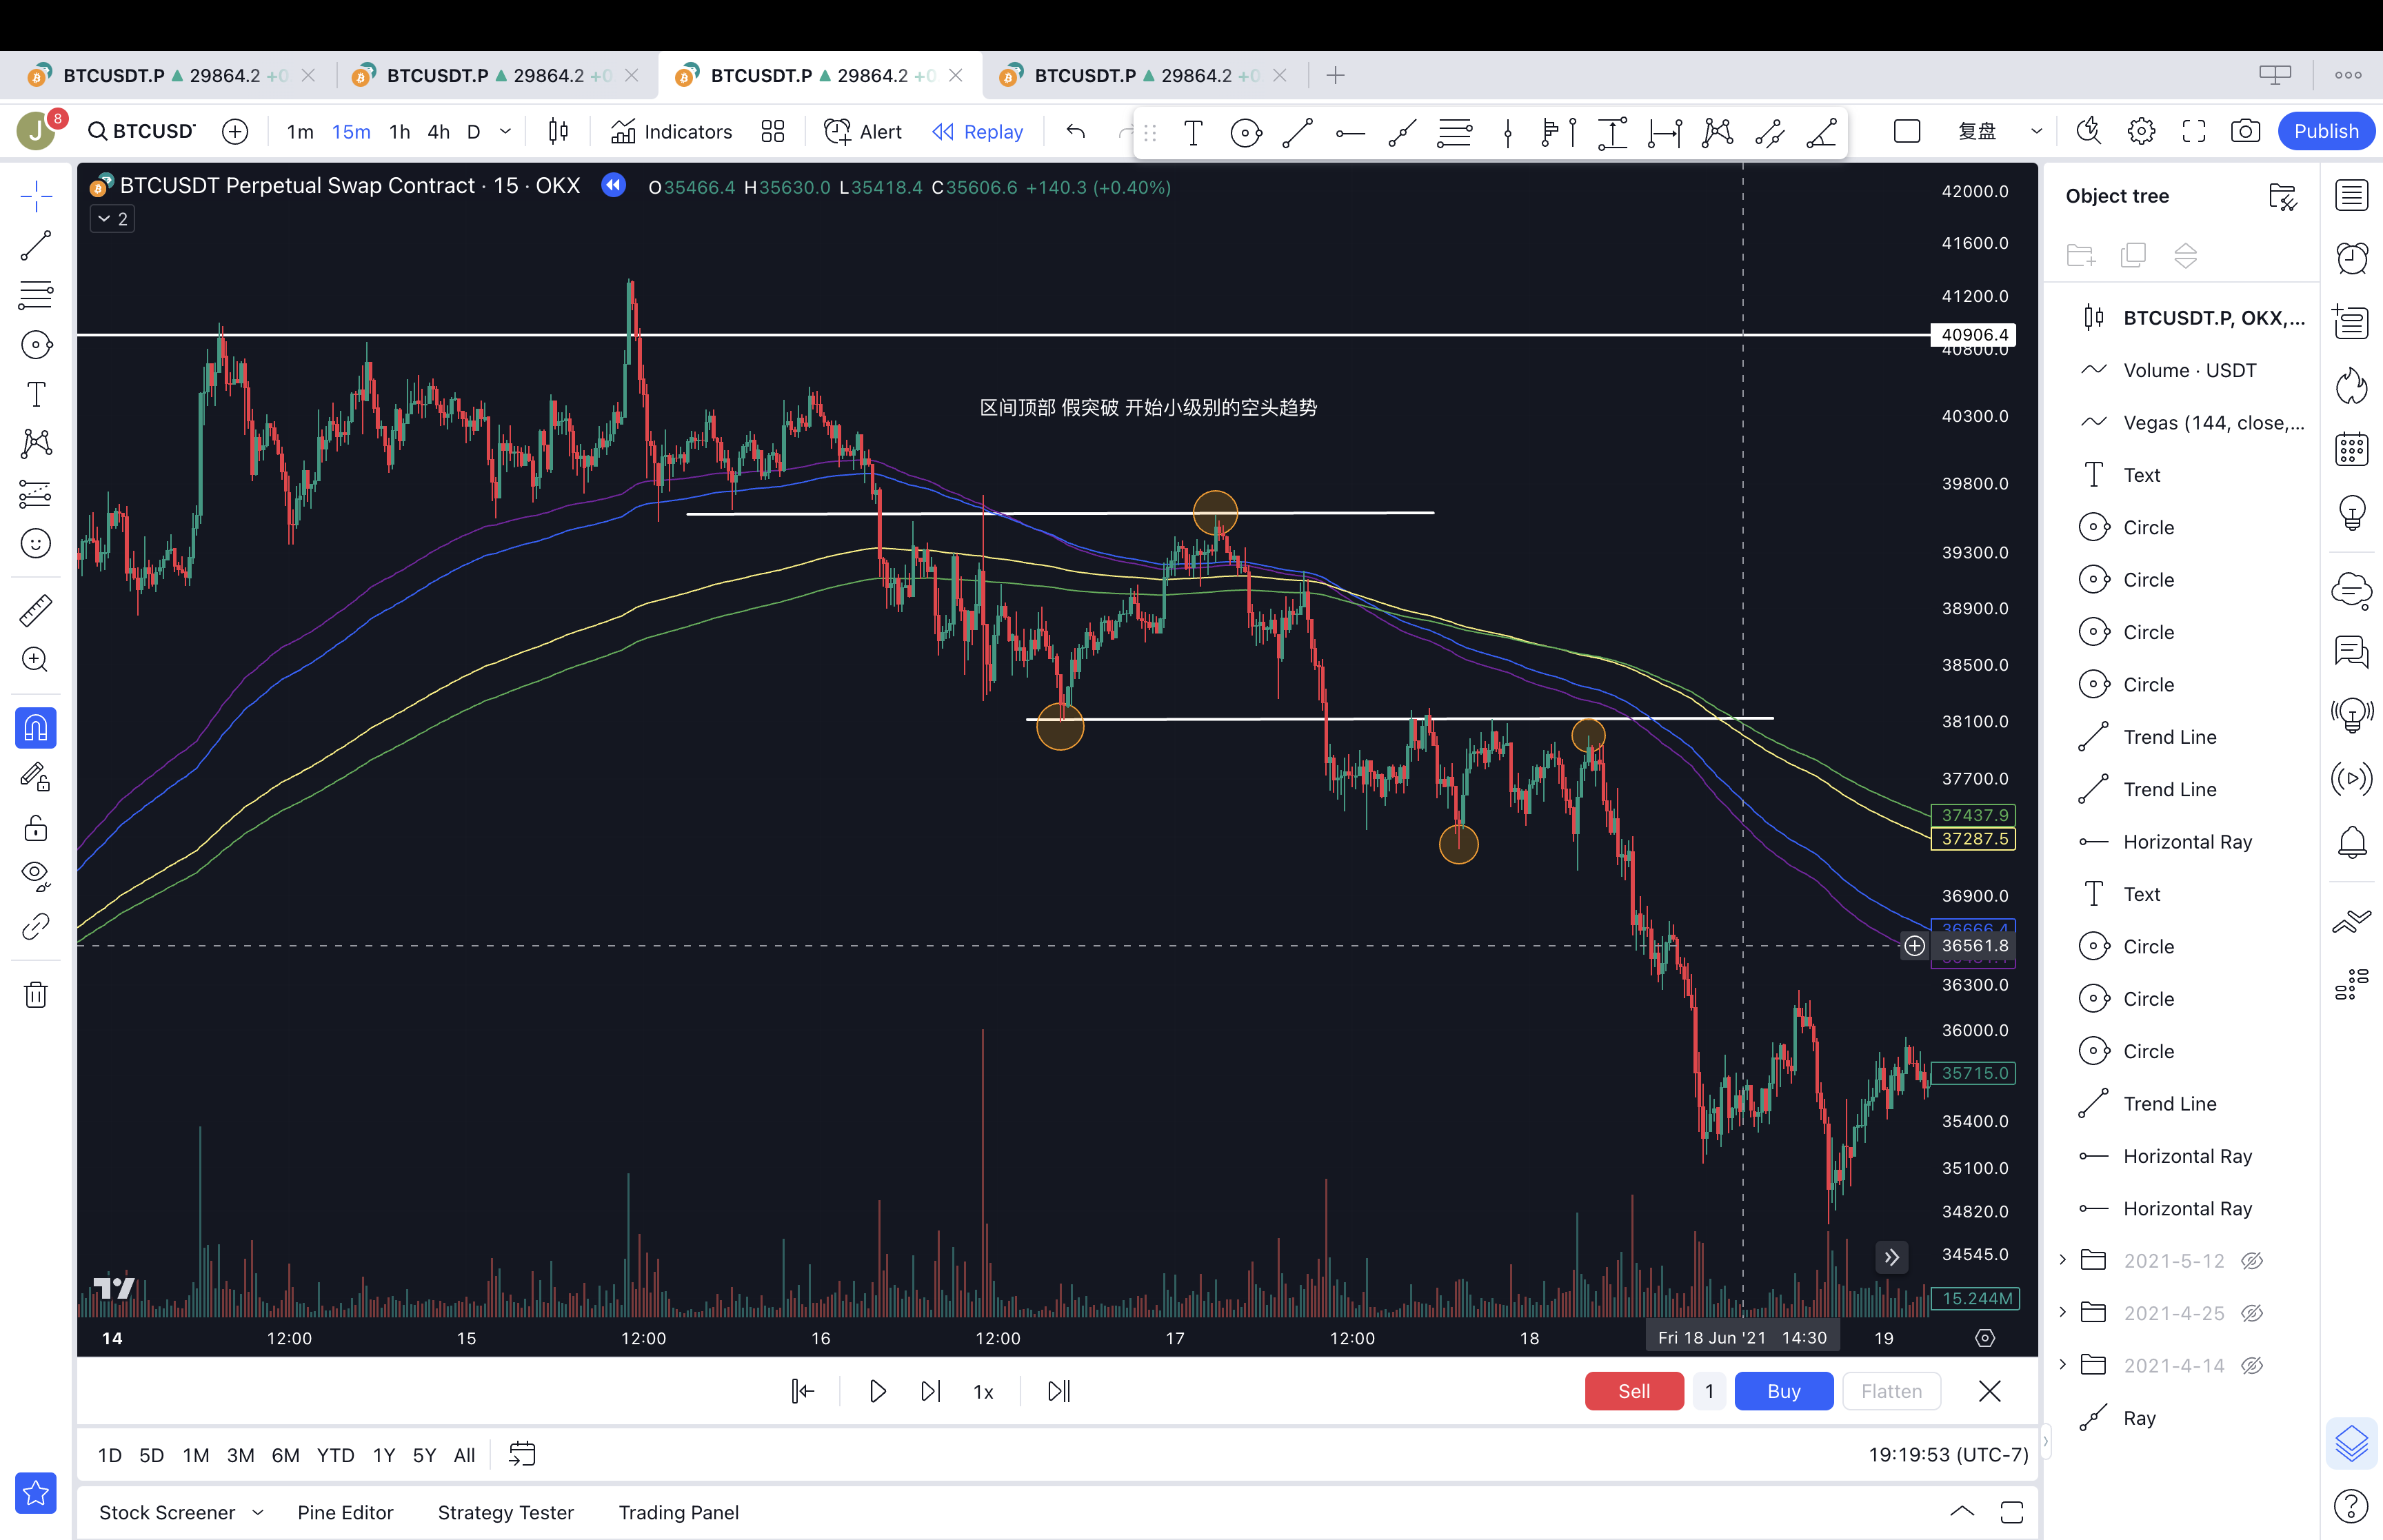 BTCUSDT.P ▲ 29864.2 +0
BTCUSDT.P ▲ 29864.2 +0
BTCUSDT.P ▲ 29864.2 +0
BTCUSDT.P ▲ 29864.2 +0
J
8
BTCUSD
1m 15m 1h 4h D
Indicators
Alert
Replay
T
复盘
Publish
BTCUSDT Perpetual Swap Contract · 15 · OKX
O35466.4 H35630.0 L35418.4 C35606.6 +140.3 (+0.40%)
2
区间顶部 假突破 开始小级别的空头趋势
42000.0
41600.0
41200.0
40906.4
40800.0
40300.0
39800.0
39300.0
38900.0
38500.0
38100.0
37700.0
37437.9
37287.5
36900.0
36666.4
36561.8
36300.0
36000.0
35715.0
35400.0
35100.0
34820.0
34545.0
15.244M
14 12:00 15 12:00 16 12:00 17 12:00 18 Fri 18 Jun '21 14:30 19
1x
Sell 1 Buy Flatten
1D 5D 1M 3M 6M YTD 1Y 5Y All
19:19:53 (UTC-7)
Stock Screener Pine Editor Strategy Tester Trading Panel
Object tree
BTCUSDT.P, OKX,...
Volume · USDT
Vegas (144, close,...
Text
Circle
Circle
Circle
Circle
Trend Line
Trend Line
Horizontal Ray
Text
Circle
Circle
Circle
Trend Line
Horizontal Ray
Horizontal Ray
2021-5-12
2021-4-25
2021-4-14
Ray